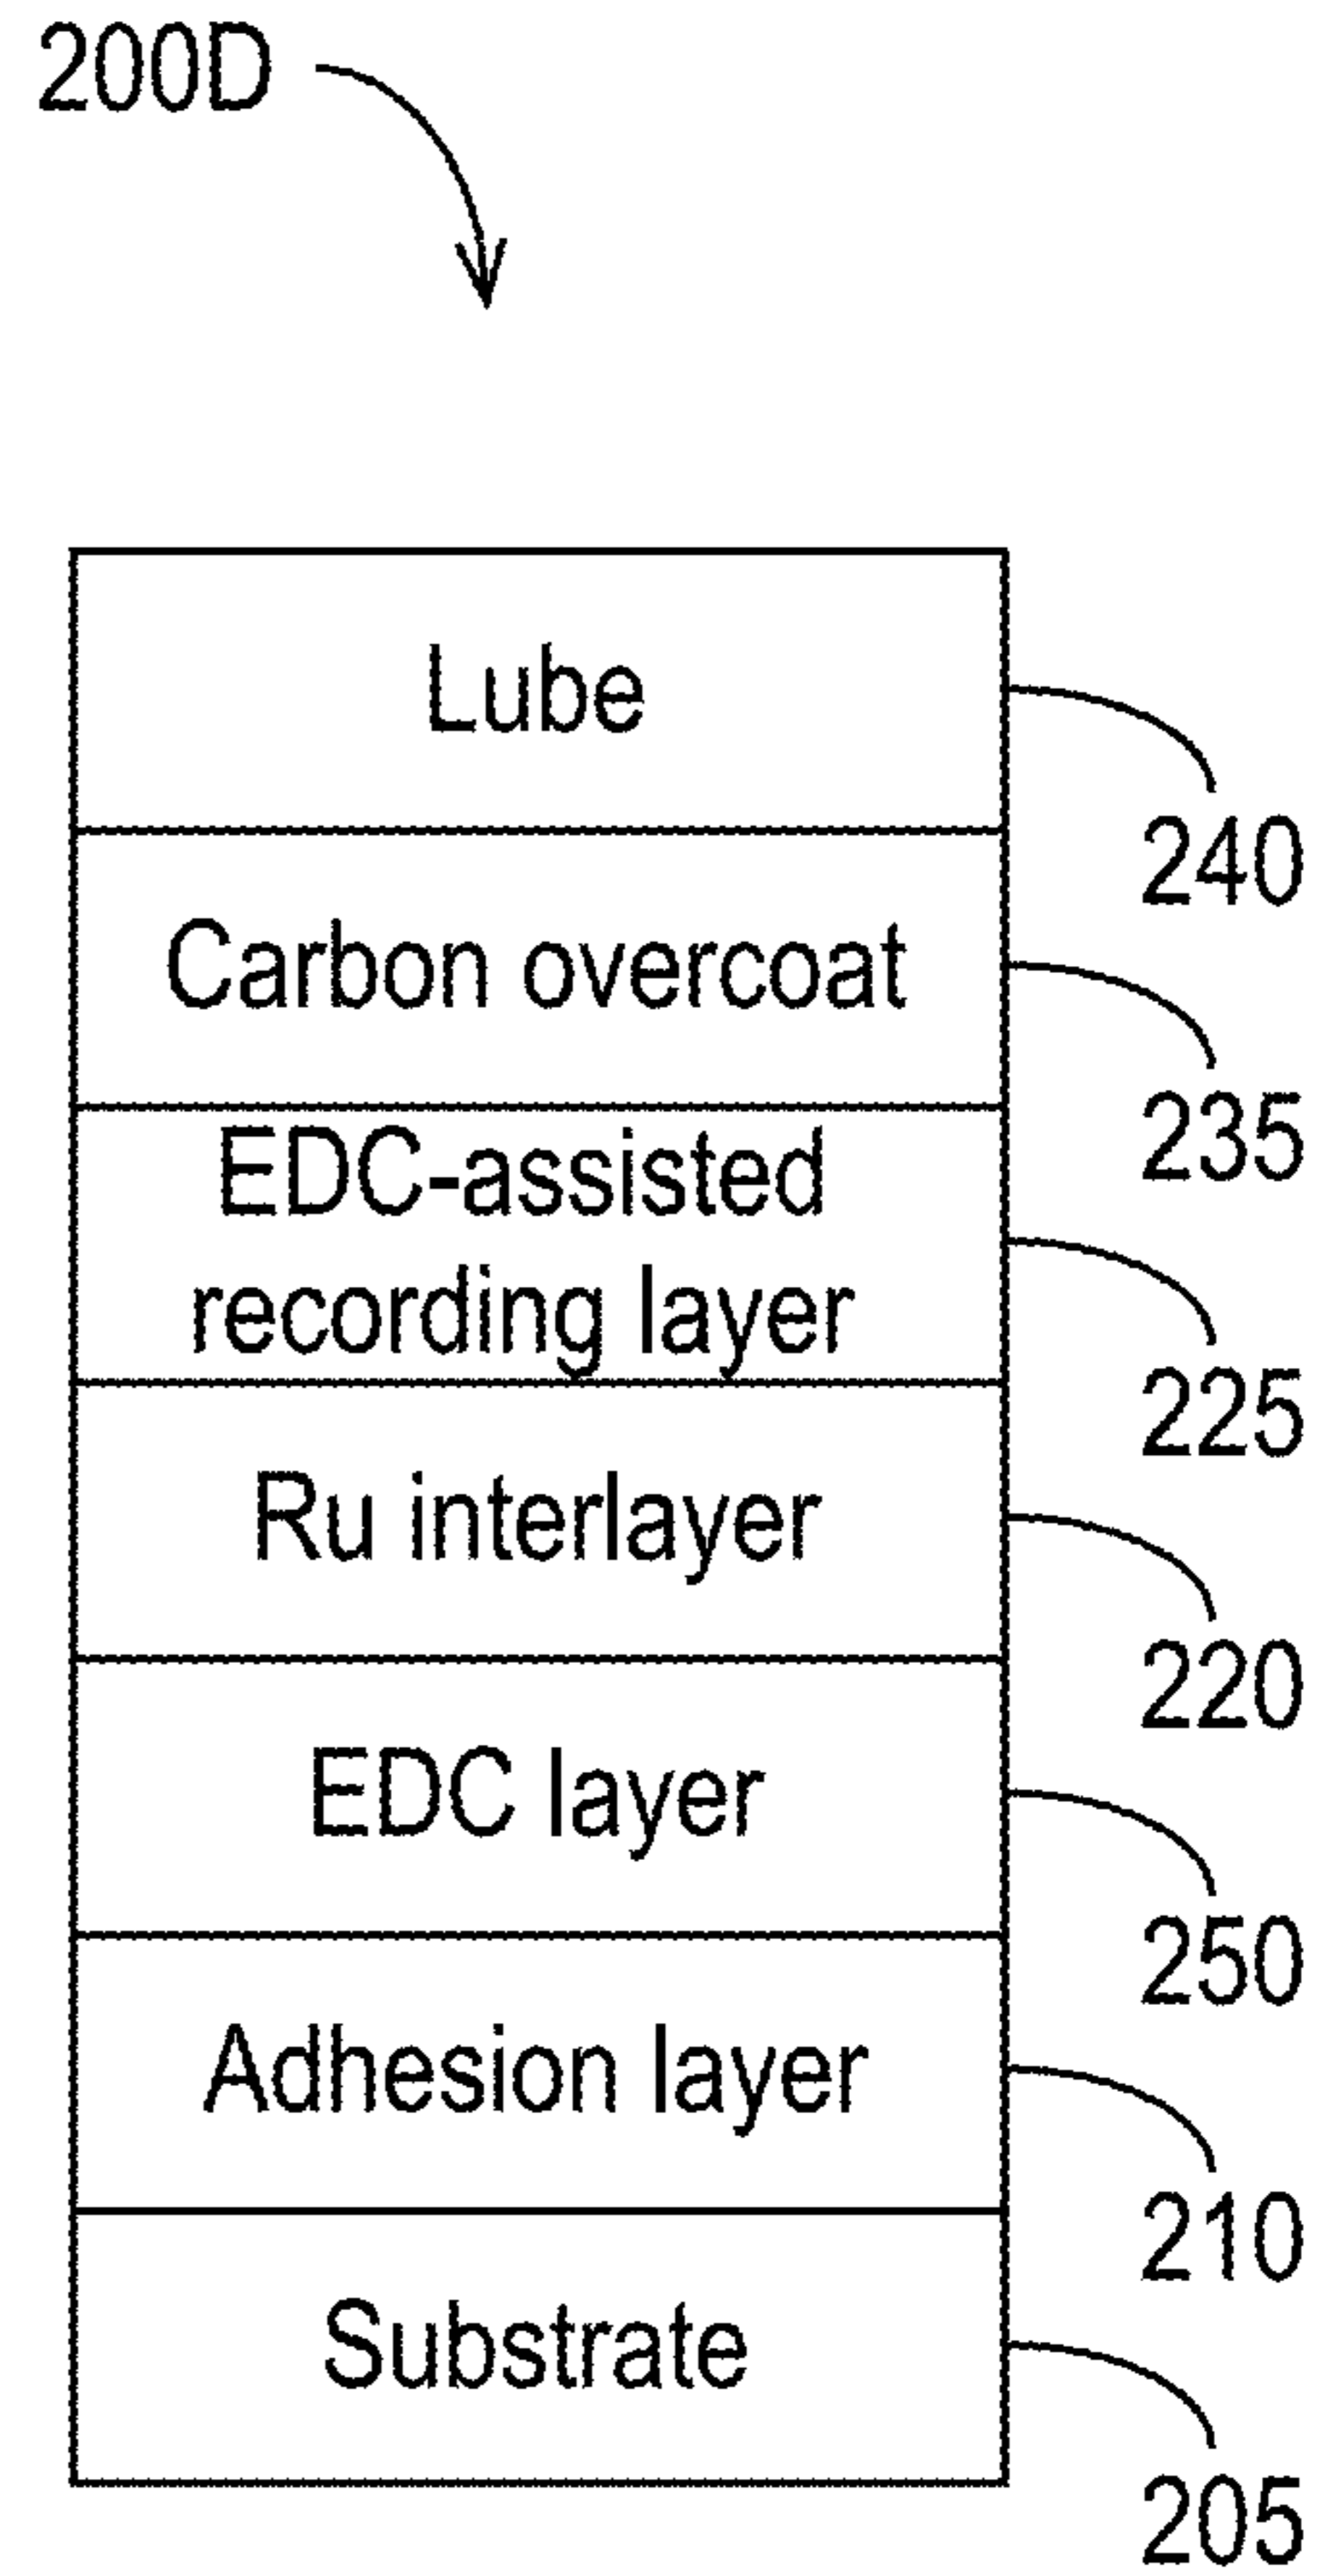 200D
Lube
240
Carbon overcoat
235
EDC-assisted
recording layer
225
Ru interlayer
220
EDC layer
250
Adhesion layer
210
Substrate
205